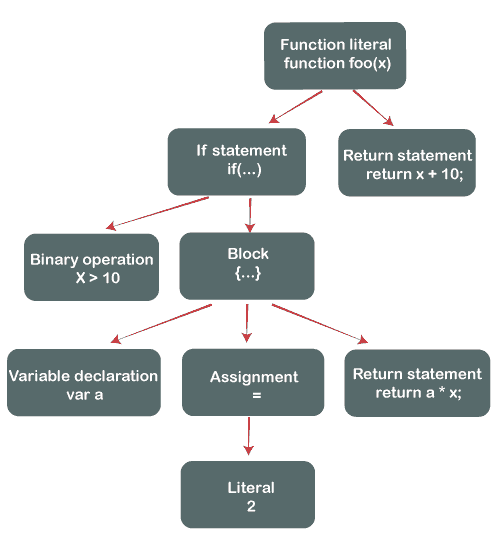 Function literal
function foo(x)
If statement
if(...)
Return statement
return x + 10;
Binary operation
X > 10
Block
{...}
Variable declaration
var a
Assignment
=
Return statement
return a * x;
Literal
2